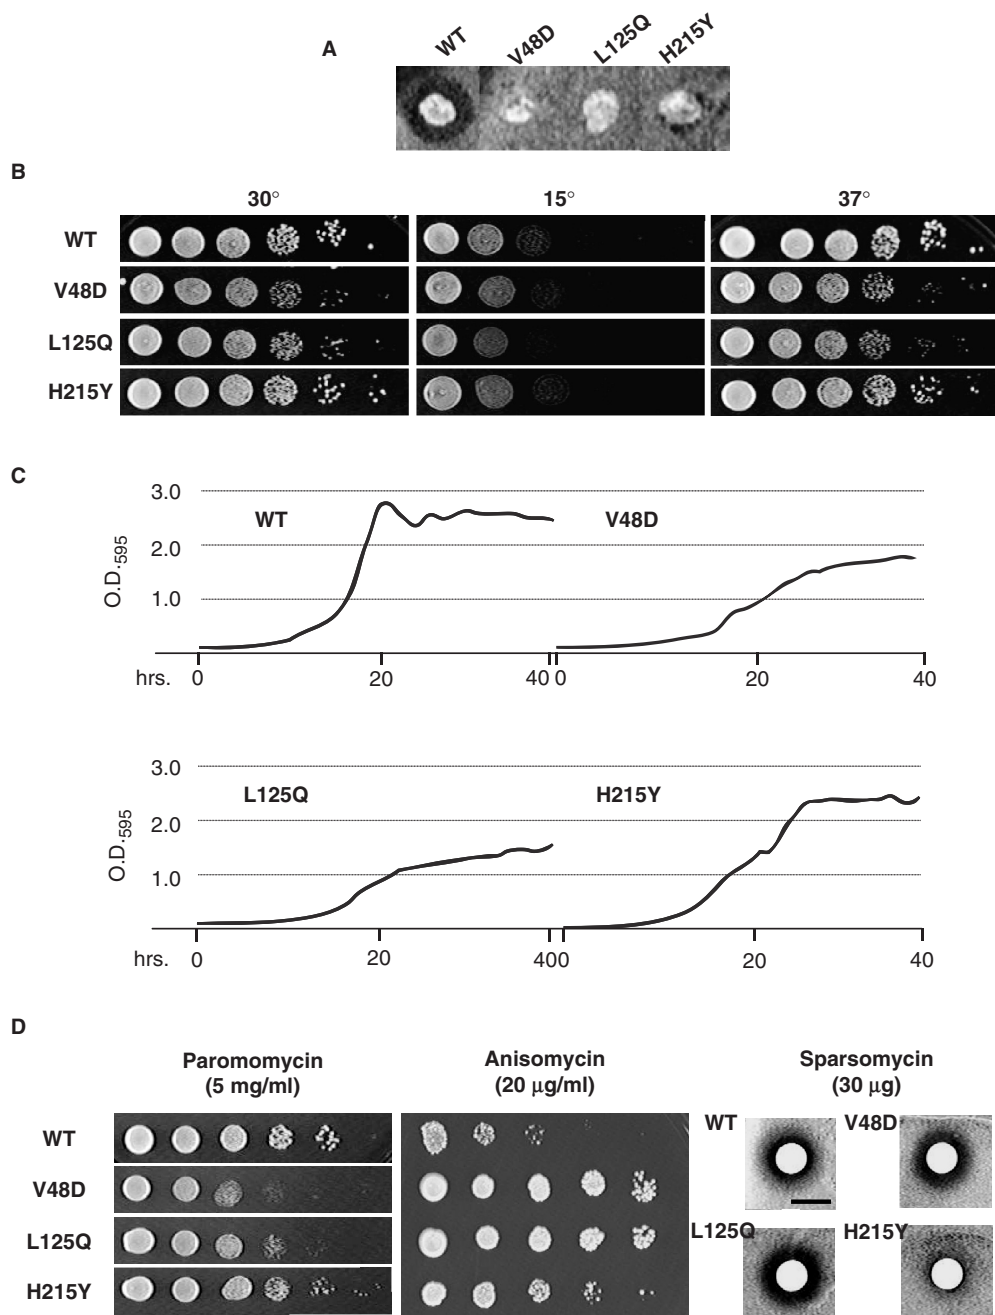 A
WT V48D L125Q H215Y
B
30° 15° 37°
WT
V48D
L125Q
H215Y
C
3.0
2.0
1.0
O.D.595
WT V48D
hrs. 0 20 40 0 20 40
3.0
2.0
1.0
O.D.595
L125Q H215Y
hrs. 0 20 400 20 40
D
Paromomycin
(5 mg/ml)
Anisomycin
(20 μg/ml)
Sparsomycin
(30 μg)
WT
V48D
L125Q
H215Y
WT V48D
L125Q H215Y